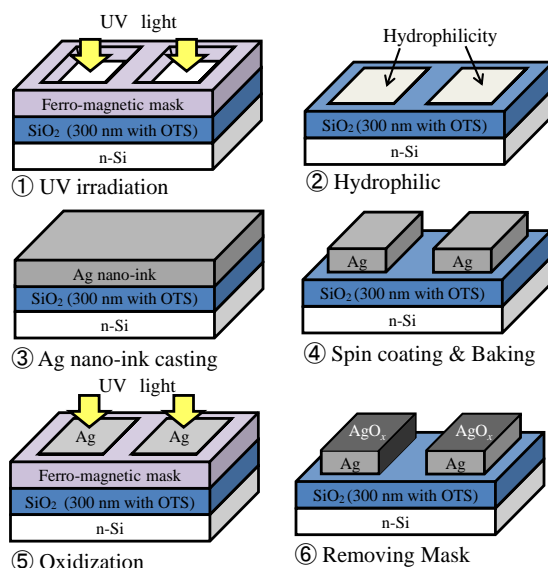 UV light
Ferro-magnetic mask
SiO₂ (300 nm with OTS)
n-Si
① UV irradiation
Hydrophilicity
SiO₂ (300 nm with OTS)
n-Si
② Hydrophilic
Ag nano-ink
SiO₂ (300 nm with OTS)
n-Si
③ Ag nano-ink casting
Ag Ag
SiO₂ (300 nm with OTS)
n-Si
④ Spin coating & Baking
UV light
Ag Ag
Ferro-magnetic mask
SiO₂ (300 nm with OTS)
n-Si
⑤ Oxidization
AgOₓ AgOₓ
Ag Ag
SiO₂ (300 nm with OTS)
n-Si
⑥ Removing Mask